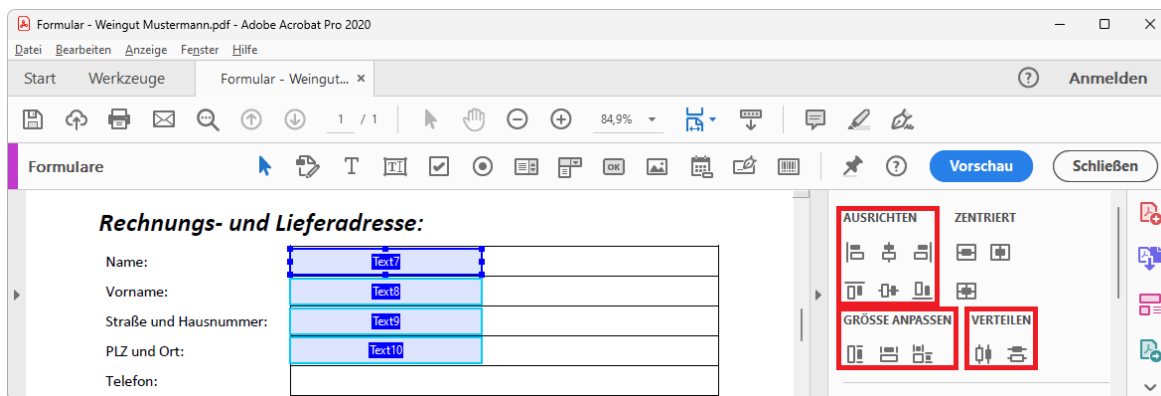 Formular - Weingut Mustermann.pdf - Adobe Acrobat Pro 2020
Datei Bearbeiten Anzeige Fenster Hilfe
Start Werkzeuge Formular - Weingut... × ? Anmelden
1 / 1 84,9%
Formulare T TI OK ? Vorschau Schließen
Rechnungs- und Lieferadresse:
Name: Text7
Vorname: Text8
Straße und Hausnummer: Text9
PLZ und Ort: Text10
Telefon:
AUSRICHTEN ZENTRIERT
GRÖSSE ANPASSEN VERTEILEN